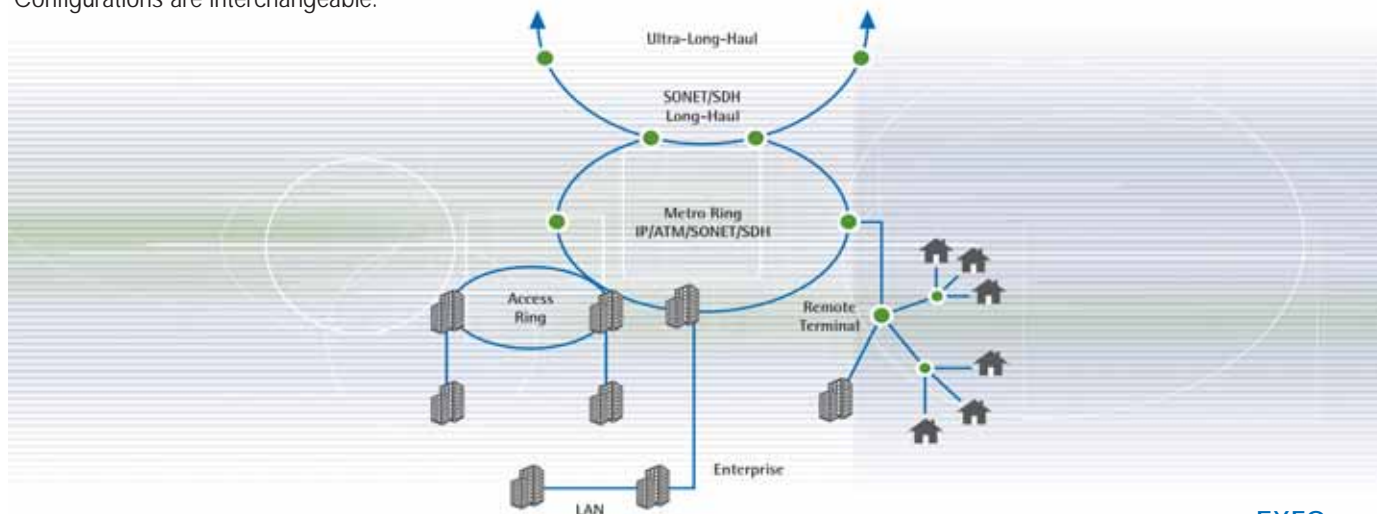 Configurations are interchangeable.
Ultra-Long-Haul
SONET/SDH
Long-Haul
Metro Ring
IP/ATM/SONET/SDH
Access
Ring
Remote
Terminal
Enterprise
LAN
EXFO